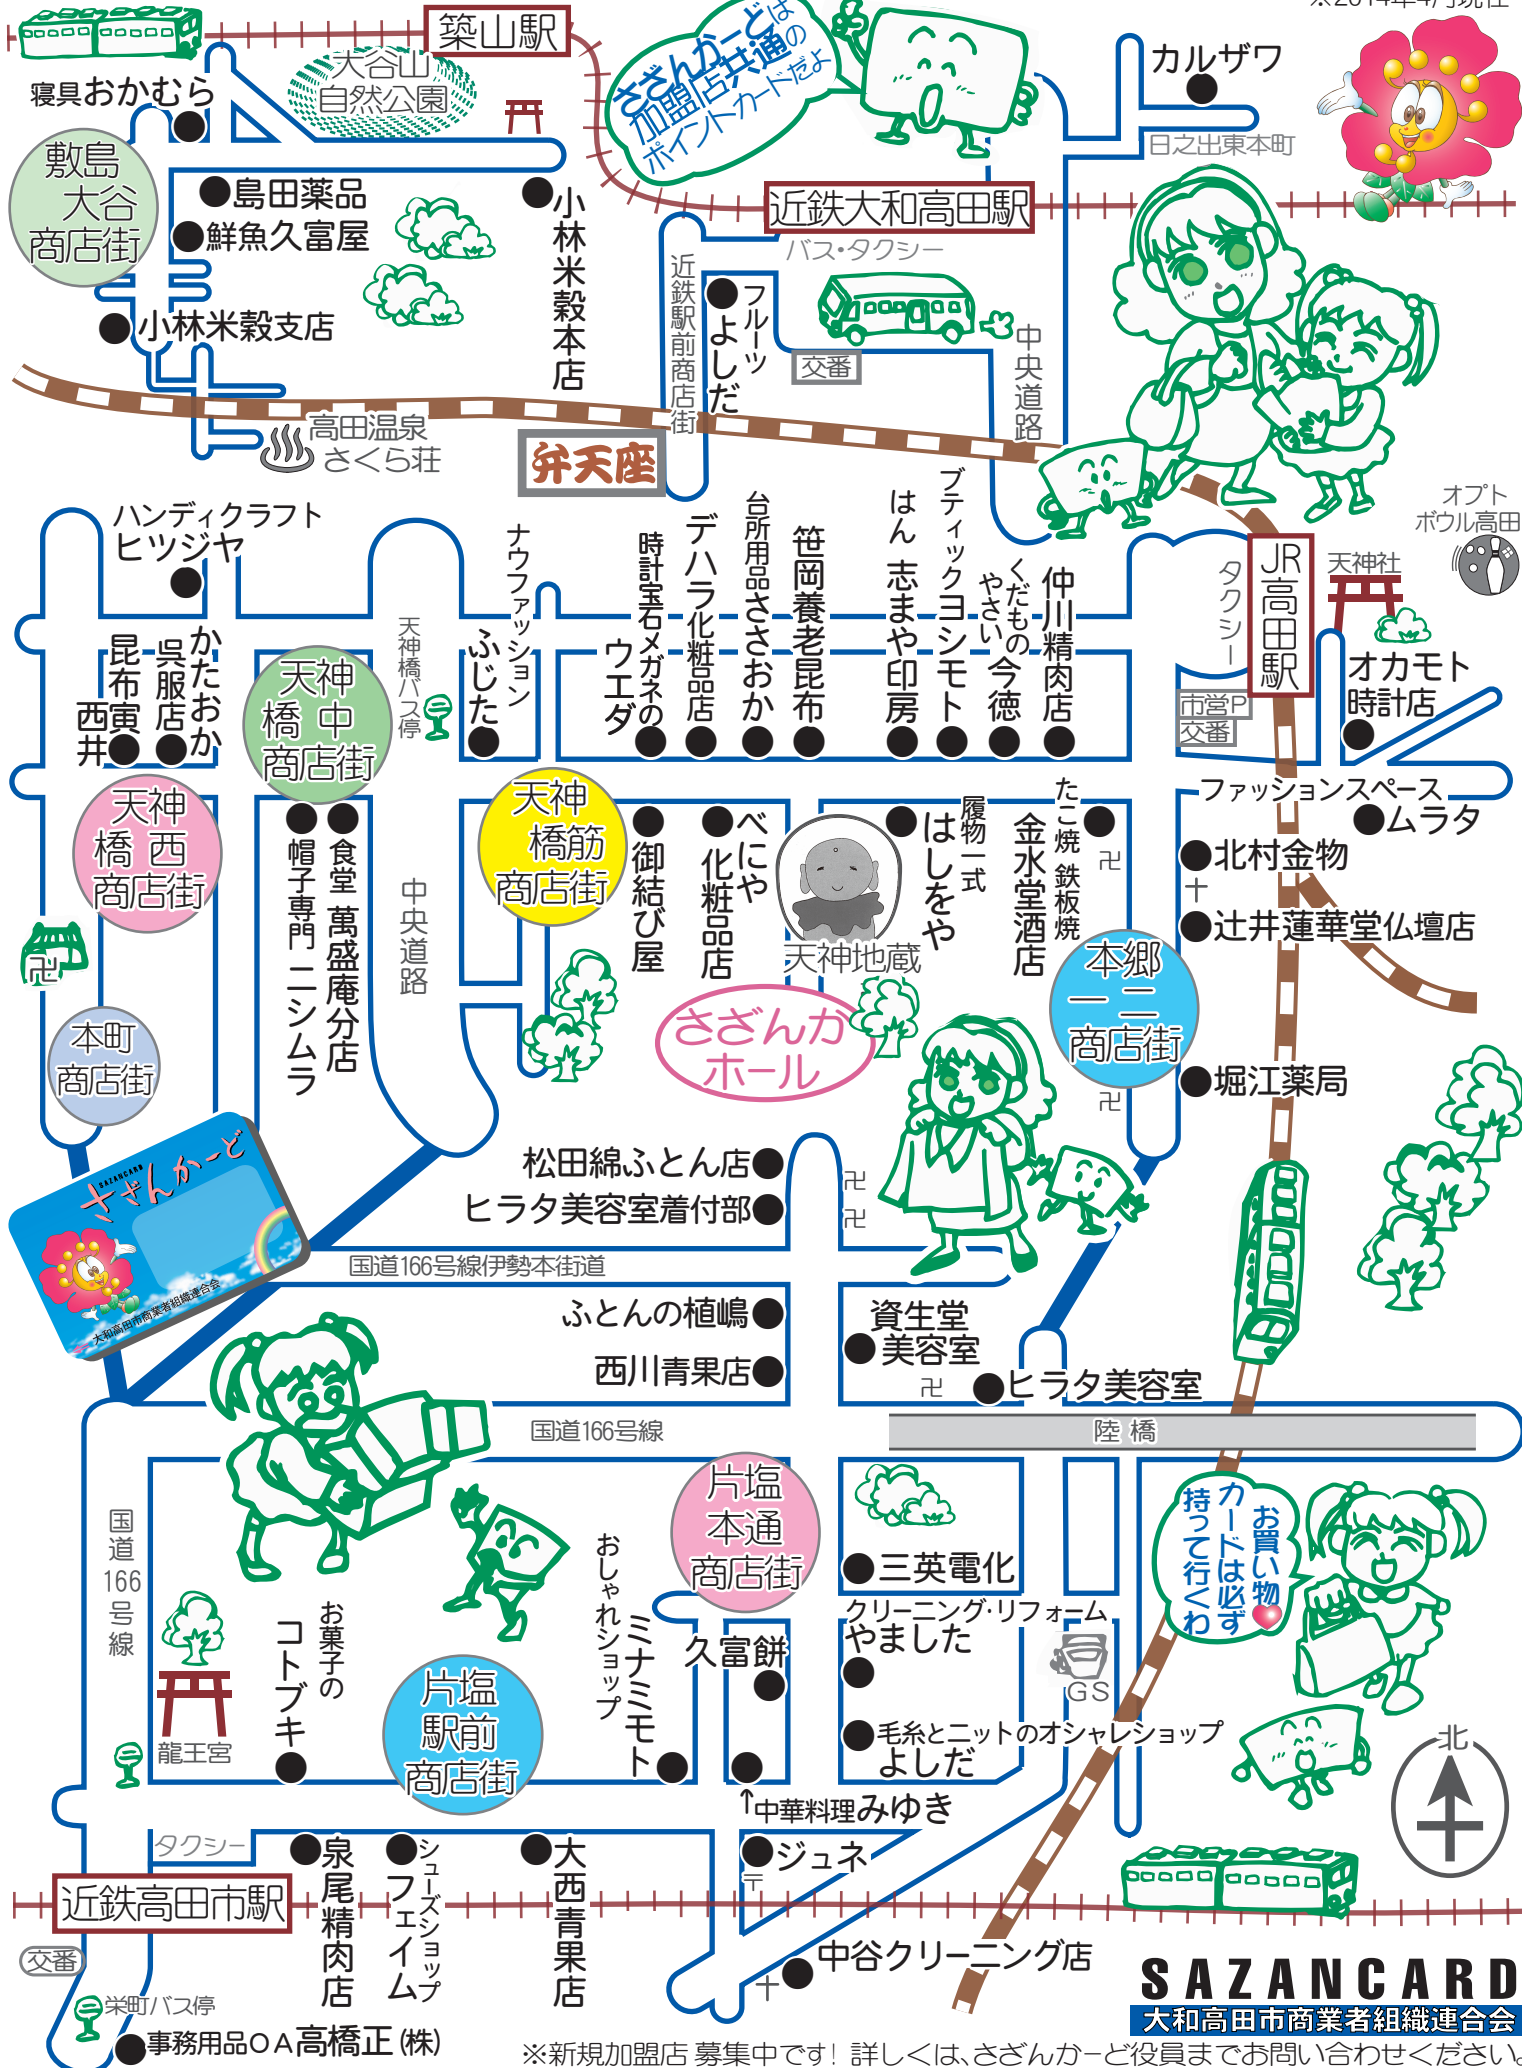 ※2014年4月現在
築山駅
大谷山
自然公園
さざんかーどは
加盟店共通の
ポイントカードだよ
カルザワ
日之出東本町
寝具おかむら
敷島
大谷
商店街
島田薬品
鮮魚久富屋
小林米穀本店
小林米穀支店
近鉄大和高田駅
バス・タクシー
近鉄駅前商店街
フルーツ
よしだ
交番
中央道路
高田温泉
さくら荘
弁天座
オプト
ボウル高田
JR高田駅
タクシー
天神社
市営P
交番
オカモト
時計店
ハンディクラフト
ヒツジヤ
昆布寅
西井
呉服店
かたおか
天神
橋 中
商店街
天神橋バス停
ナウファッション
ふじた
時計宝石メガネの
ウエダ
デハラ化粧品店
台所用品ささおか
笹岡養老昆布
はん 志まや印房
ブティックヨシモト
くだもの
やさい 今徳
仲川精肉店
天神
橋 西
商店街
食堂 萬盛庵分店
帽子専門 ニシムラ
中央道路
天神
橋筋
商店街
御結び屋
べにや
化粧品店
天神地蔵
履物一式
はしをや
たこ焼 鉄板焼
金水堂酒店
卍
ファッションスペース
ムラタ
北村金物
辻井蓮華堂仏壇店
本郷
一 二
商店街
卍
堀江薬局
卍
本町
商店街
さざんか
ホール
SAZANCARD
さざんかーど
大和高田市商業者組織連合会
松田綿ふとん店
ヒラタ美容室着付部
卍
卍
国道166号線伊勢本街道
ふとんの植嶋
西川青果店
資生堂
美容室
卍
ヒラタ美容室
国道166号線
陸橋
国道166号線
片塩
本通
商店街
お買い物
カードは必ず
持って行くわ
三英電化
クリーニング・リフォーム
やました
GS
毛糸とニットのオシャレショップ
よしだ
おしゃれショップ
ミナミモト
久富餅
お菓子の
コトブキ
龍王宮
片塩
駅前
商店街
↑中華料理みゆき
北
タクシー
近鉄高田市駅
泉尾精肉店
シューズショップ
フェイム
大西青果店
ジュネ
〒
交番
栄町バス停
事務用品OA高橋正(株)
中谷クリーニング店
SAZANCARD
大和高田市商業者組織連合会
※新規加盟店 募集中です! 詳しくは、さざんかーど役員までお問い合わせください。